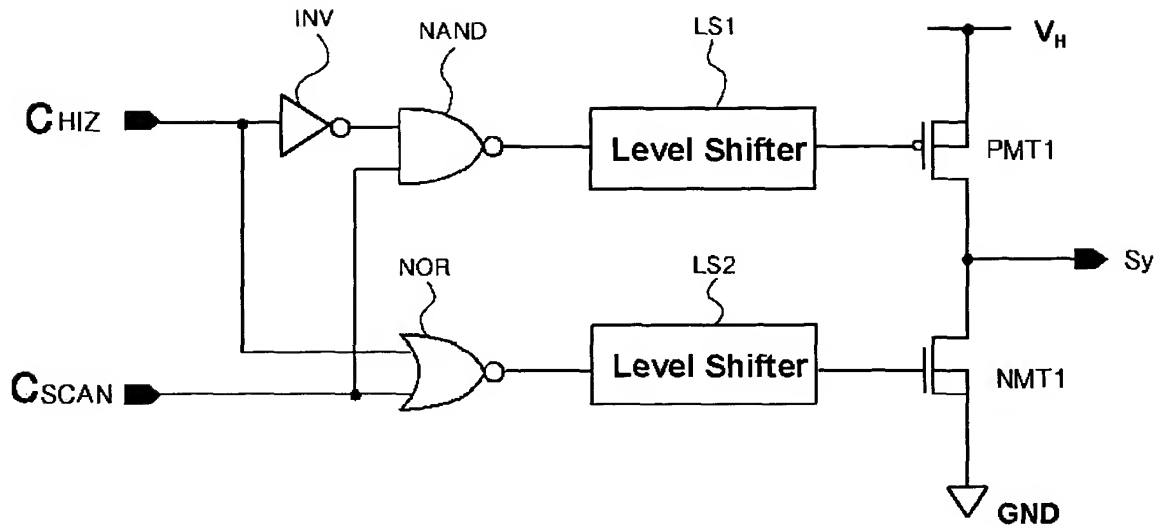 INV
NAND
LS1
V_H
C_HIZ
Level Shifter
PMT1
NOR
LS2
Sy
C_SCAN
Level Shifter
NMT1
GND